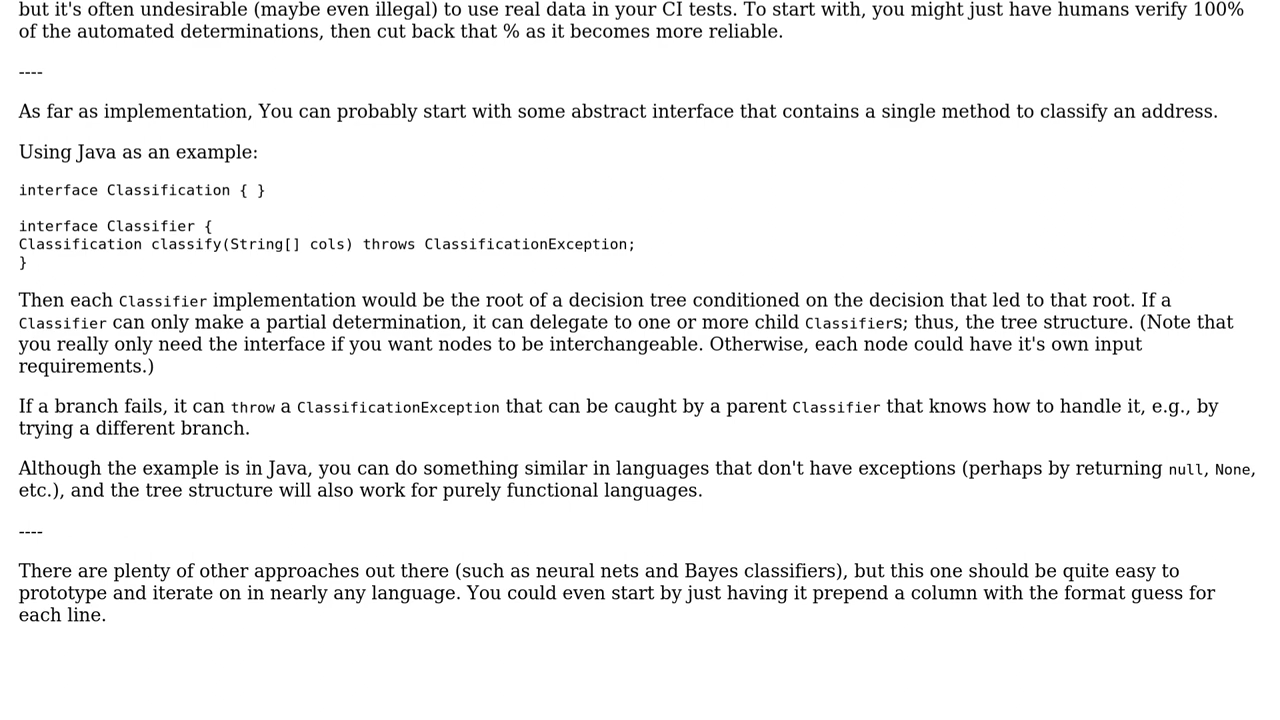 but it's often undesirable (maybe even illegal) to use real data in your CI tests. To start with, you might just have humans verify 100%
of the automated determinations, then cut back that % as it becomes more reliable.
----
As far as implementation, You can probably start with some abstract interface that contains a single method to classify an address.
Using Java as an example:
interface Classification { }
interface Classifier {
Classification classify(String[] cols) throws ClassificationException;
}
Then each Classifier implementation would be the root of a decision tree conditioned on the decision that led to that root. If a
Classifier can only make a partial determination, it can delegate to one or more child Classifiers; thus, the tree structure. (Note that
you really only need the interface if you want nodes to be interchangeable. Otherwise, each node could have it's own input
requirements.)
If a branch fails, it can throw a ClassificationException that can be caught by a parent Classifier that knows how to handle it, e.g., by
trying a different branch.
Although the example is in Java, you can do something similar in languages that don't have exceptions (perhaps by returning null, None,
etc.), and the tree structure will also work for purely functional languages.
----
There are plenty of other approaches out there (such as neural nets and Bayes classifiers), but this one should be quite easy to
prototype and iterate on in nearly any language. You could even start by just having it prepend a column with the format guess for
each line.